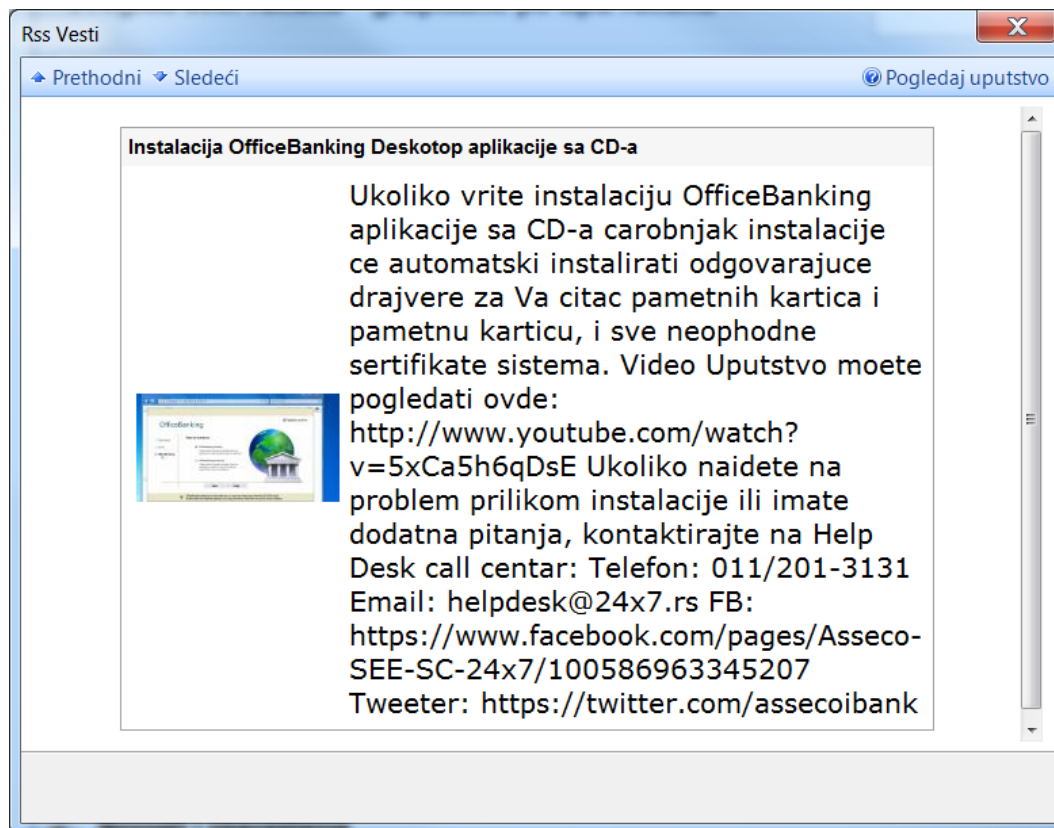 Rss Vesti
Prethodni Sledeći Pogledaj uputstvo
Instalacija OfficeBanking Deskotop aplikacije sa CD-a
Ukoliko vrite instalaciju OfficeBanking
aplikacije sa CD-a carobnjak instalacije
ce automatski instalirati odgovarajuce
drajvere za Va citac pametnih kartica i
pametnu karticu, i sve neophodne
sertifikate sistema. Video Uputstvo moete
pogledati ovde:
http://www.youtube.com/watch?
v=5xCa5h6qDsE Ukoliko naidete na
problem prilikom instalacije ili imate
dodatna pitanja, kontaktirajte na Help
Desk call centar: Telefon: 011/201-3131
Email: helpdesk@24x7.rs FB:
https://www.facebook.com/pages/Asseco-
SEE-SC-24x7/100586963345207
Tweeter: https://twitter.com/assecoibank
OfficeBanking